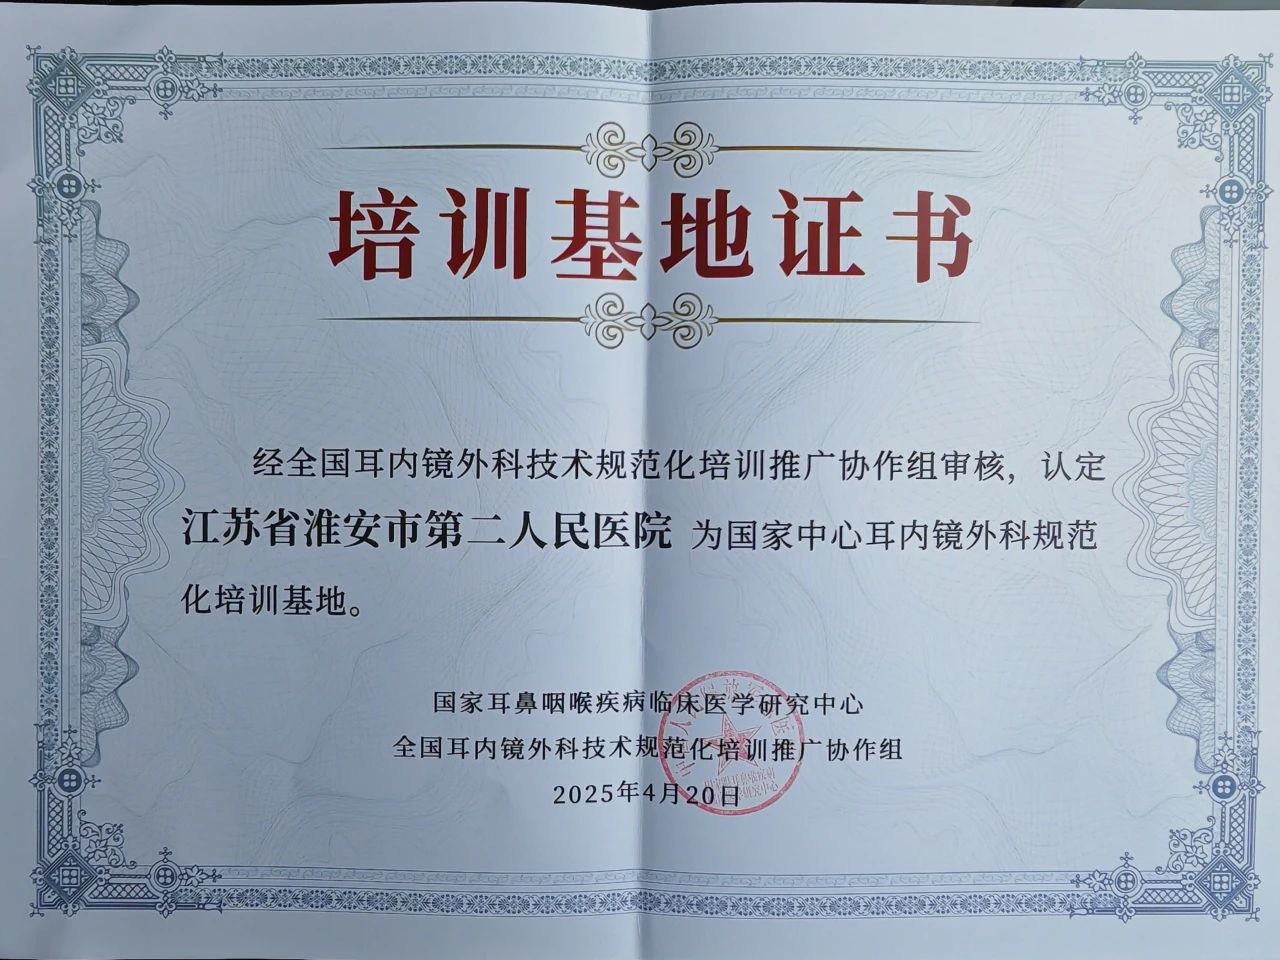 培训基地证书
经全国耳内镜外科技术规范化培训推广协作组审核，认定
江苏省淮安市第二人民医院 为国家中心耳内镜外科规范
化培训基地。
国家耳鼻咽喉疾病临床医学研究中心
全国耳内镜外科技术规范化培训推广协作组
2025年4月20日